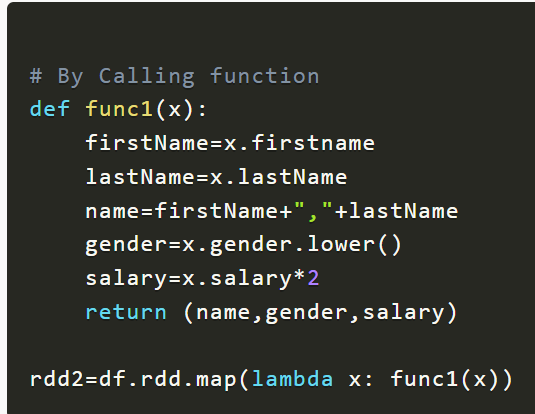 # By Calling function
def func1(x):
    firstName=x.firstname
    lastName=x.lastName
    name=firstName+","+lastName
    gender=x.gender.lower()
    salary=x.salary*2
    return (name,gender,salary)

rdd2=df.rdd.map(lambda x: func1(x))